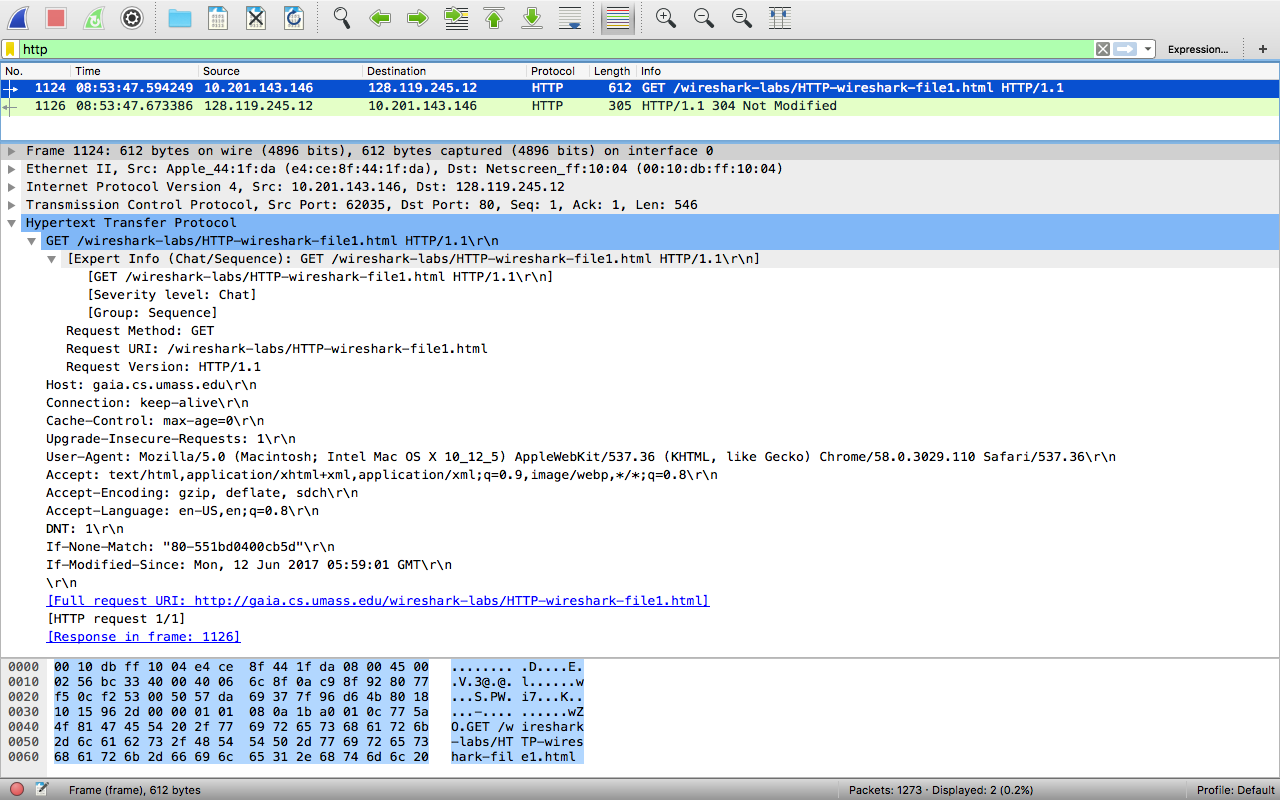 http
Expression...
+
No. Time Source Destination Protocol Length Info
1124 08:53:47.594249 10.201.143.146 128.119.245.12 HTTP 612 GET /wireshark-labs/HTTP-wireshark-file1.html HTTP/1.1
1126 08:53:47.673386 128.119.245.12 10.201.143.146 HTTP 305 HTTP/1.1 304 Not Modified
Frame 1124: 612 bytes on wire (4896 bits), 612 bytes captured (4896 bits) on interface 0
Ethernet II, Src: Apple_44:1f:da (e4:ce:8f:44:1f:da), Dst: Netscreen_ff:10:04 (00:10:db:ff:10:04)
Internet Protocol Version 4, Src: 10.201.143.146, Dst: 128.119.245.12
Transmission Control Protocol, Src Port: 62035, Dst Port: 80, Seq: 1, Ack: 1, Len: 546
Hypertext Transfer Protocol
GET /wireshark-labs/HTTP-wireshark-file1.html HTTP/1.1\r\n
[Expert Info (Chat/Sequence): GET /wireshark-labs/HTTP-wireshark-file1.html HTTP/1.1\r\n]
[GET /wireshark-labs/HTTP-wireshark-file1.html HTTP/1.1\r\n]
[Severity level: Chat]
[Group: Sequence]
Request Method: GET
Request URI: /wireshark-labs/HTTP-wireshark-file1.html
Request Version: HTTP/1.1
Host: gaia.cs.umass.edu\r\n
Connection: keep-alive\r\n
Cache-Control: max-age=0\r\n
Upgrade-Insecure-Requests: 1\r\n
User-Agent: Mozilla/5.0 (Macintosh; Intel Mac OS X 10_12_5) AppleWebKit/537.36 (KHTML, like Gecko) Chrome/58.0.3029.110 Safari/537.36\r\n
Accept: text/html,application/xhtml+xml,application/xml;q=0.9,image/webp,*/*;q=0.8\r\n
Accept-Encoding: gzip, deflate, sdch\r\n
Accept-Language: en-US,en;q=0.8\r\n
DNT: 1\r\n
If-None-Match: "80-551bd0400cb5d"\r\n
If-Modified-Since: Mon, 12 Jun 2017 05:59:01 GMT\r\n
\r\n
[Full request URI: http://gaia.cs.umass.edu/wireshark-labs/HTTP-wireshark-file1.html]
[HTTP request 1/1]
[Response in frame: 1126]
0000 00 10 db ff 10 04 e4 ce 8f 44 1f da 08 00 45 00 ........ .D....E.
0010 02 56 bc 33 40 00 40 06 6c 8f 0a c9 8f 92 80 77 .V.3@.@. l......w
0020 f5 0c f2 53 00 50 57 da 69 37 7f 96 d6 4b 80 18 ...S.PW. i7...K..
0030 10 15 96 2d 00 00 01 01 08 0a 1b a0 01 0c 77 5a ...-.... ......wZ
0040 4f 81 47 45 54 20 2f 77 69 72 65 73 68 61 72 6b O.GET /w ireshark
0050 2d 6c 61 62 73 2f 48 54 54 50 2d 77 69 72 65 73 -labs/HT TP-wires
0060 68 61 72 6b 2d 66 69 6c 65 31 2e 68 74 6d 6c 20 hark-fil e1.html
Frame (frame), 612 bytes Packets: 1273 · Displayed: 2 (0.2%) Profile: Default